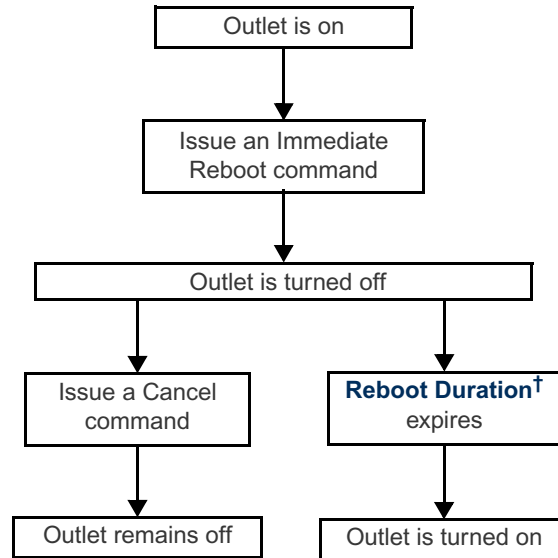 Outlet is on
Issue an Immediate
Reboot command
Outlet is turned off
Issue a Cancel
command
Reboot Duration†
expires
Outlet remains off
Outlet is turned on